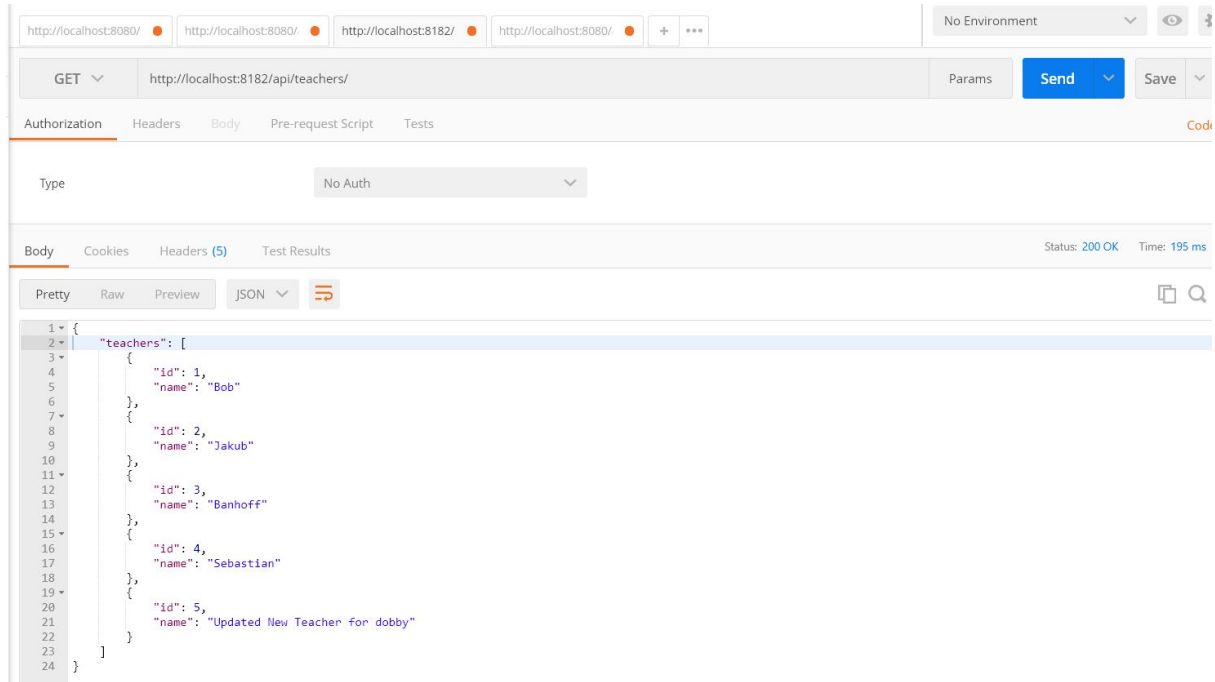 http://localhost:8080/ http://localhost:8080/ http://localhost:8182/ http://localhost:8080/ + ••• No Environment
GET http://localhost:8182/api/teachers/ Params Send Save
Authorization Headers Body Pre-request Script Tests Code
Type No Auth
Body Cookies Headers (5) Test Results Status: 200 OK Time: 195 ms
Pretty Raw Preview JSON
1 {
2 "teachers": [
3 {
4 "id": 1,
5 "name": "Bob"
6 },
7 {
8 "id": 2,
9 "name": "Jakub"
10 },
11 {
12 "id": 3,
13 "name": "Banhoff"
14 },
15 {
16 "id": 4,
17 "name": "Sebastian"
18 },
19 {
20 "id": 5,
21 "name": "Updated New Teacher for dobby"
22 }
23 ]
24 }